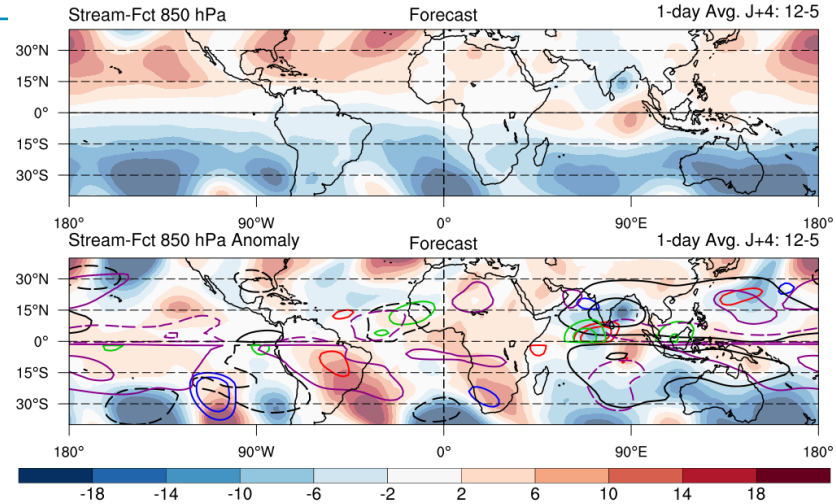 Stream-Fct 850 hPa Forecast 1-day Avg. J+4: 12-5
30°N
15°N
0°
15°S
30°S
180° 90°W 0° 90°E 180°
Stream-Fct 850 hPa Anomaly Forecast 1-day Avg. J+4: 12-5
30°N
15°N
0°
15°S
30°S
180° 90°W 0° 90°E 180°
-18 -14 -10 -6 -2 2 6 10 14 18